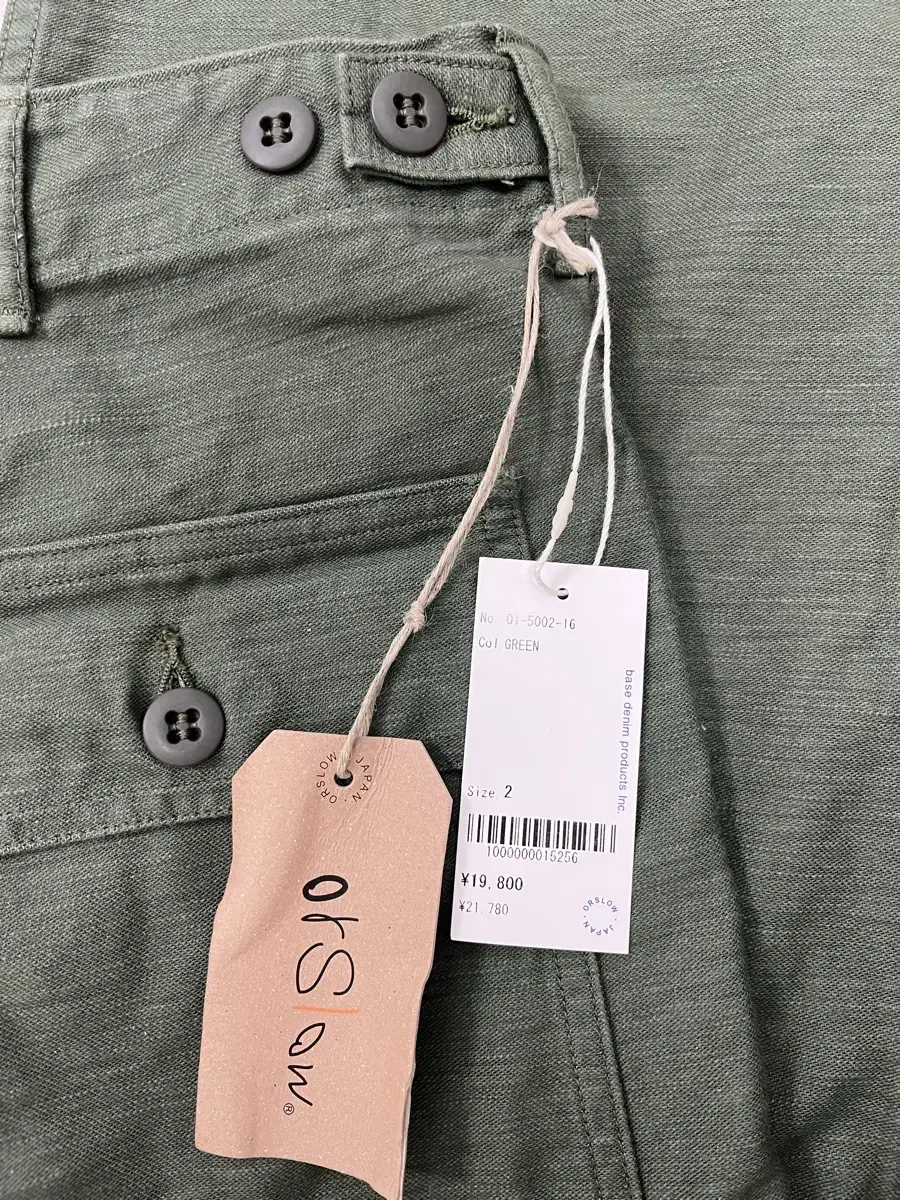 No. 01-5002-16
Col.GREEN
base denim products Inc.
Size. 2
1000000015256
¥19,800
¥21,780
ORSLOW · JAPAN ·
ORSLOW · JAPAN ·
orSlow®